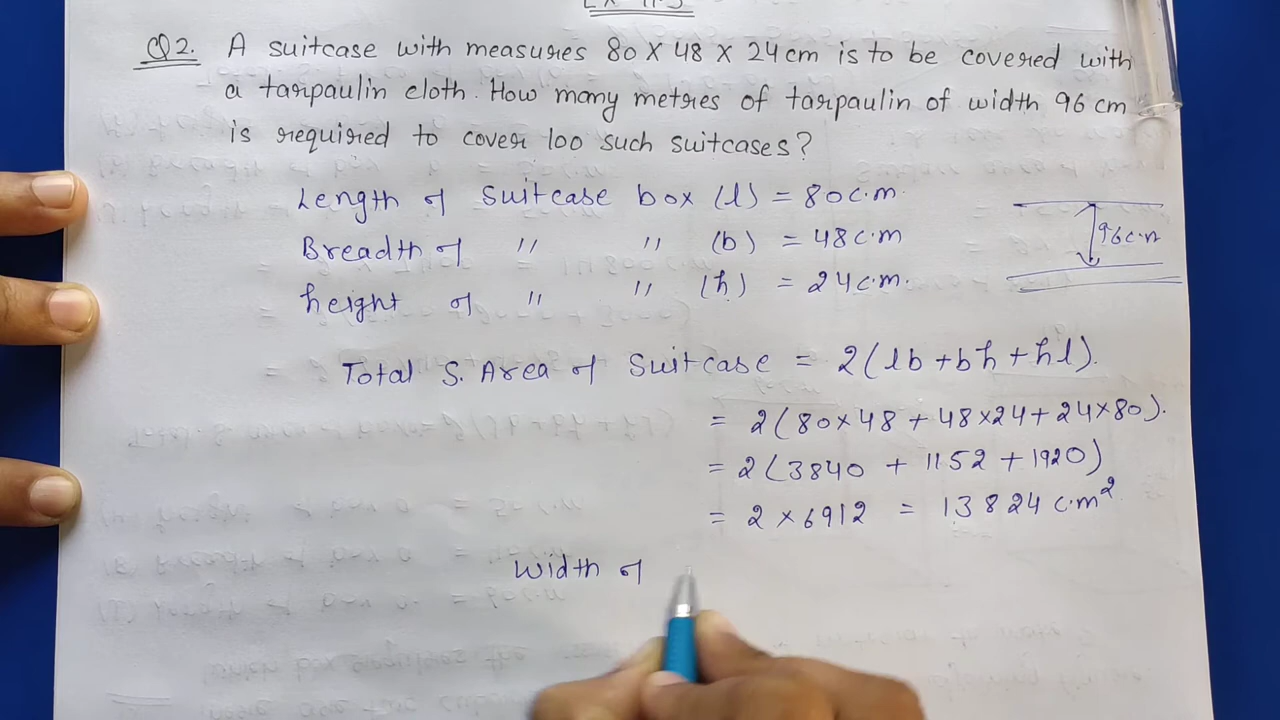 Q2. A suitcase with measures 80 X 48 X 24 cm is to be covered with
a tarpaulin cloth. How many metres of tarpaulin of width 96 cm
is required to cover 100 such suitcases?
Length of suitcase box (l) = 80 c.m.
Breadth of " " (b) = 48 c.m
height of " " (h) = 24 c.m.
96 c.m
Total S. Area of Suitcase = 2(lb + bh + hl).
= 2(80×48 + 48×24 + 24×80).
= 2(3840 + 1152 + 1920)
= 2 × 6912 = 13824 c.m²
Width of